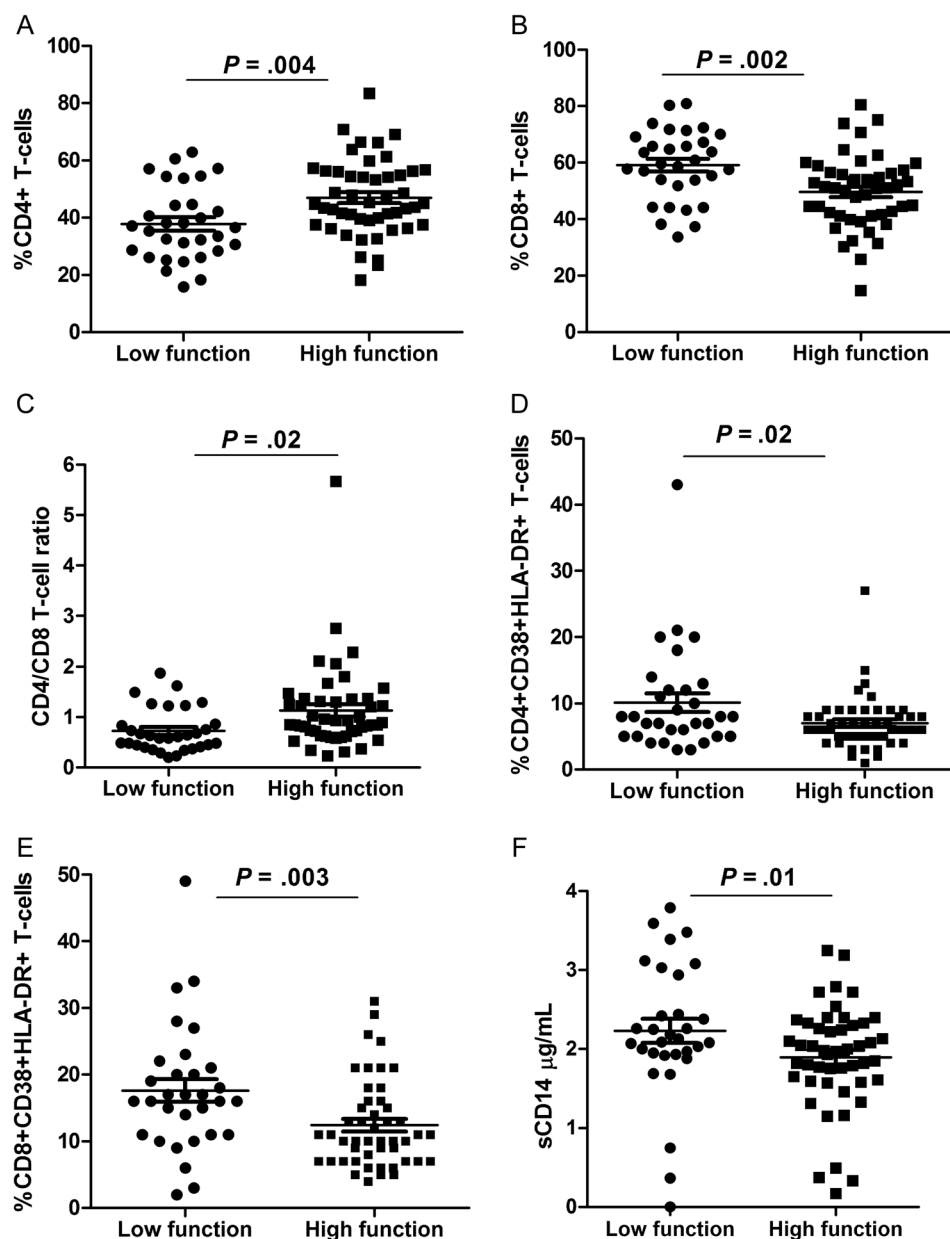 A
P = .004
%CD4+ T-cells
100
80
60
40
20
0
Low function
High function
B
P = .002
%CD8+ T-cells
100
80
60
40
20
0
Low function
High function
C
P = .02
CD4/CD8 T-cell ratio
6
5
4
3
2
1
0
Low function
High function
D
P = .02
%CD4+CD38+HLA-DR+ T-cells
50
40
30
20
10
0
Low function
High function
E
P = .003
%CD8+CD38+HLA-DR+ T-cells
50
40
30
20
10
0
Low function
High function
F
P = .01
sCD14 µg/mL
4
3
2
1
0
Low function
High function